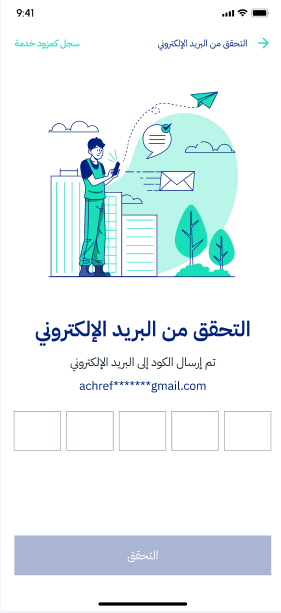 9:41
التحقق من البريد الإلكتروني
سجل كمزود خدمة
التحقق من البريد الإلكتروني
تم إرسال الكود إلى البريد الإلكتروني
achref*******gmail.com
التحقق